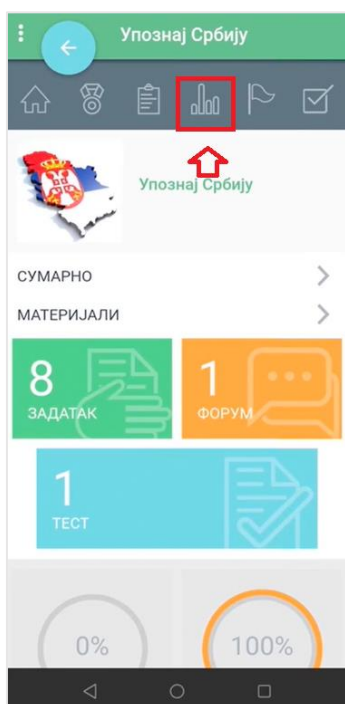 Упознај Србију
Упознај Србију
СУМАРНО
МАТЕРИЈАЛИ
8
ЗАДАТАК
1
ФОРУМ
1
ТЕСТ
0%
100%